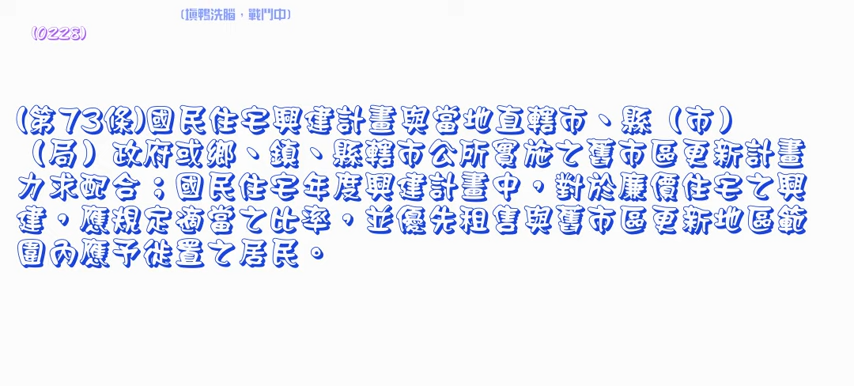 (填鴨洗腦，戰鬥中)
(0228)
(第73條)國民住宅興建計畫與當地直轄市、縣（市）
（局）政府或鄉、鎮、縣轄市公所實施之舊市區更新計畫
力求配合；國民住宅年度興建計畫中，對於廉價住宅之興
建，應規定適當之比率，並優先租售與舊市區更新地區範
圍內應予徙置之居民。